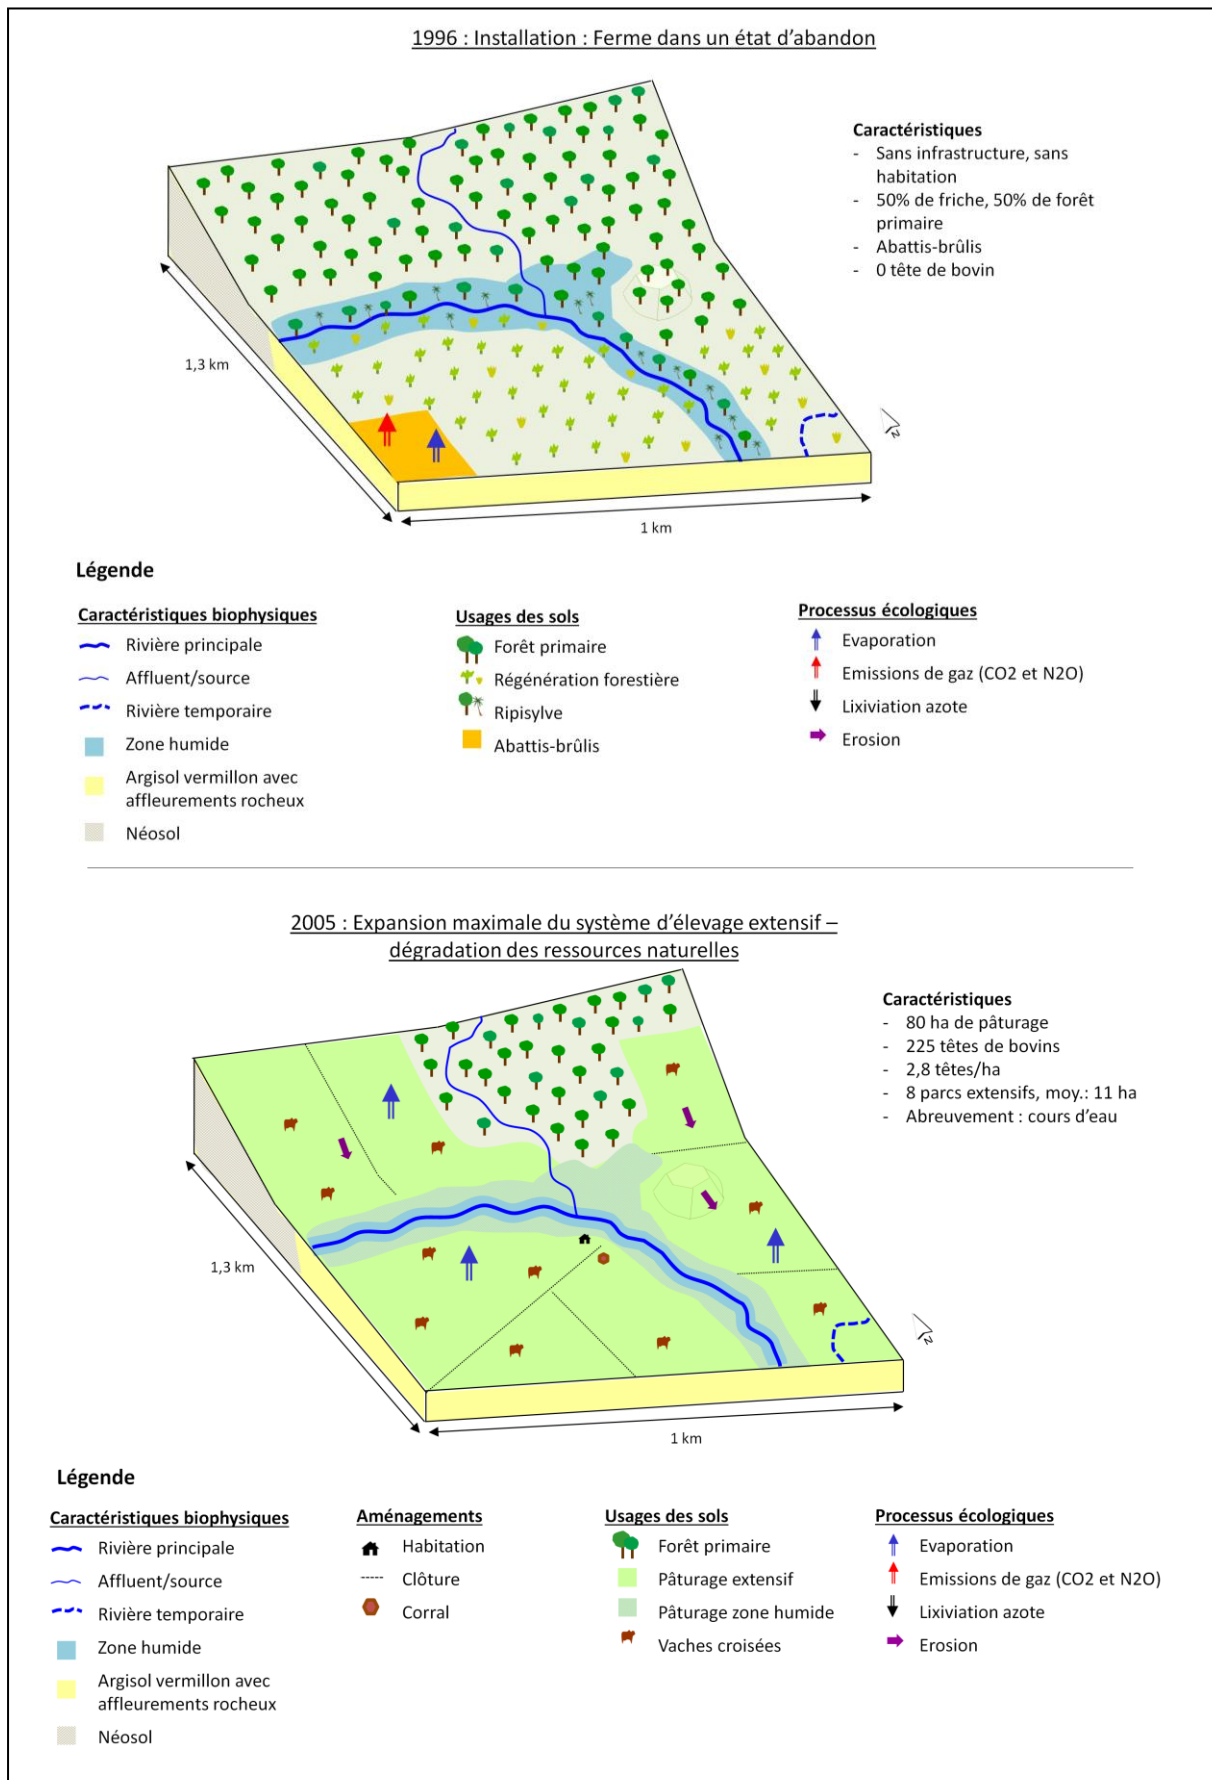 1996 : Installation : Ferme dans un état d’abandon
Caractéristiques
- Sans infrastructure, sans
habitation
- 50% de friche, 50% de forêt
primaire
- Abattis-brûlis
- 0 tête de bovin
1,3 km
N
1 km
Légende
Caractéristiques biophysiques
Rivière principale
Affluent/source
Rivière temporaire
Zone humide
Argisol vermillon avec
affleurements rocheux
Néosol
Usages des sols
Forêt primaire
Régénération forestière
Ripisylve
Abattis-brûlis
Processus écologiques
Evaporation
Emissions de gaz (CO2 et N2O)
Lixiviation azote
Erosion
2005 : Expansion maximale du système d’élevage extensif –
dégradation des ressources naturelles
Caractéristiques
- 80 ha de pâturage
- 225 têtes de bovins
- 2,8 têtes/ha
- 8 parcs extensifs, moy.: 11 ha
- Abreuvement : cours d’eau
1,3 km
N
1 km
Légende
Caractéristiques biophysiques
Rivière principale
Affluent/source
Rivière temporaire
Zone humide
Argisol vermillon avec
affleurements rocheux
Néosol
Aménagements
Habitation
Clôture
Corral
Usages des sols
Forêt primaire
Pâturage extensif
Pâturage zone humide
Vaches croisées
Processus écologiques
Evaporation
Emissions de gaz (CO2 et N2O)
Lixiviation azote
Erosion